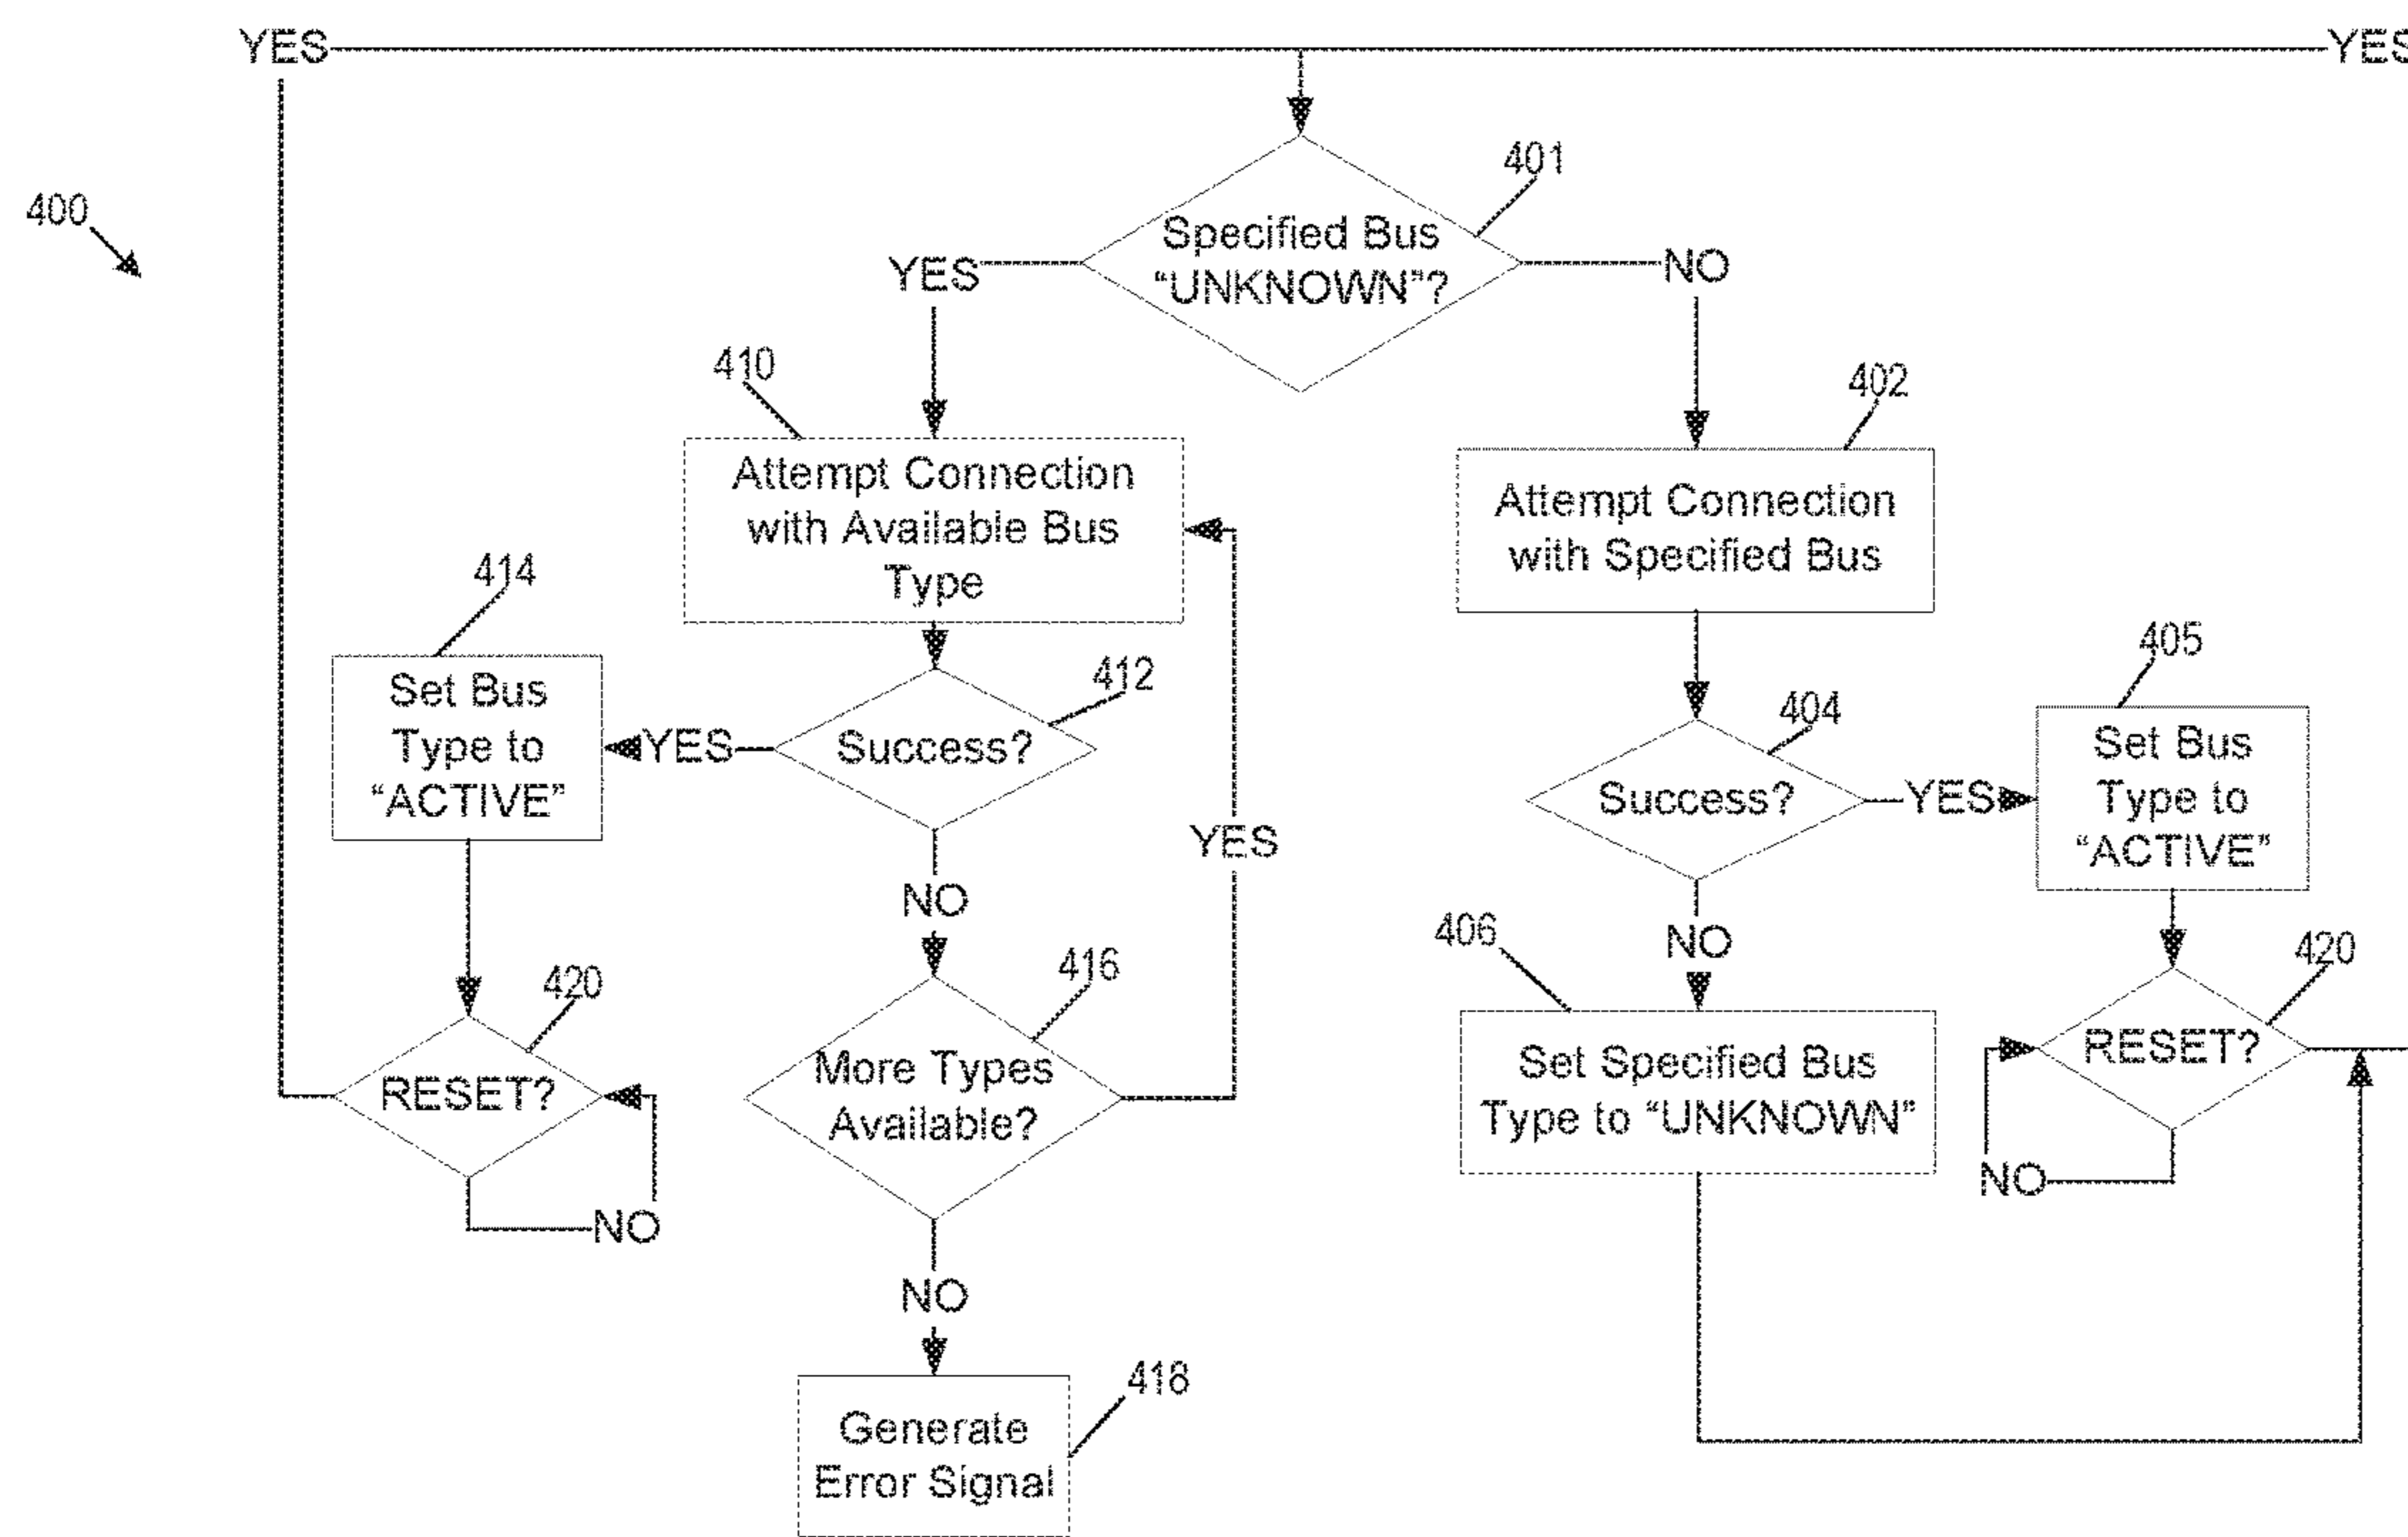 YES
YES
400
401
Specified Bus
“UNKNOWN”?
YES
NO
410
402
Attempt Connection
with Available Bus
Type
Attempt Connection
with Specified Bus
414
405
Set Bus
Type to
“ACTIVE”
412
Success?
YES
404
Success?
YES
Set Bus
Type to
“ACTIVE”
YES
NO
NO
406
416
420
420
RESET?
NO
More Types
Available?
Set Specified Bus
Type to “UNKNOWN”
RESET?
NO
NO
418
Generate
Error Signal